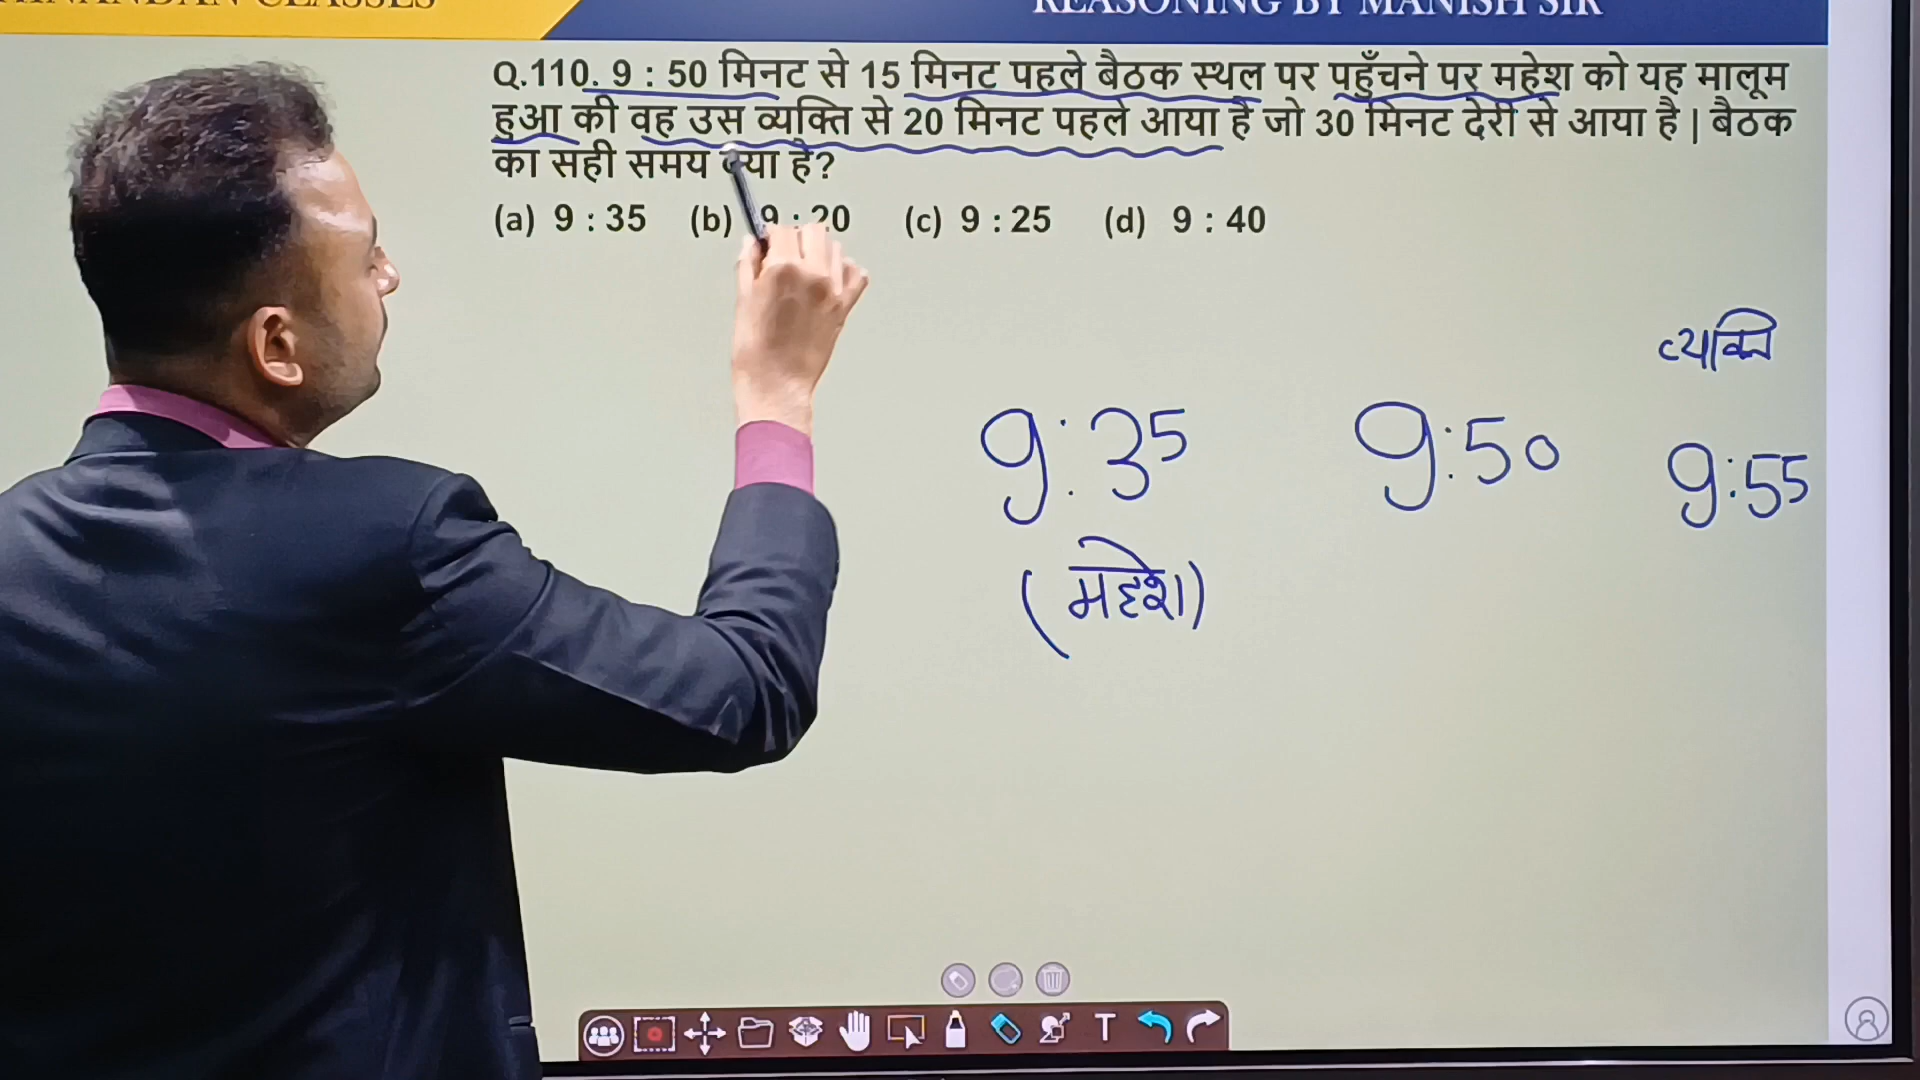 REASONING BY MANISH SIR
Q.110. 9 : 50 मिनट से 15 मिनट पहले बैठक स्थल पर पहुँचने पर महेश को यह मालूम
हुआ की वह उस व्यक्ति से 20 मिनट पहले आया है जो 30 मिनट देरी से आया है | बैठक
का सही समय क्या है?
(a) 9 : 35 (b) 9 : 20 (c) 9 : 25 (d) 9 : 40
व्यक्ति
9:35 9:50 9:55
(महेश)
T